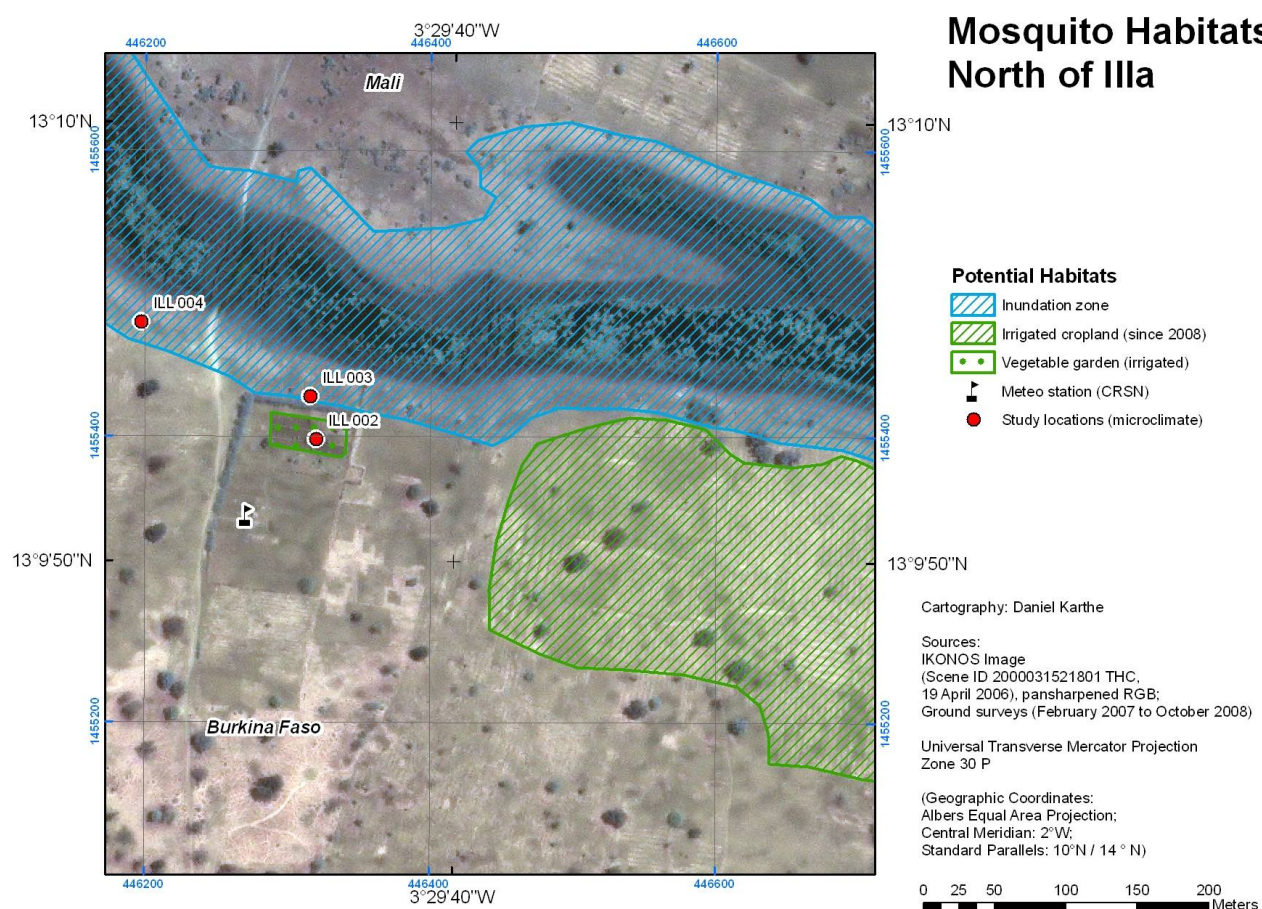 Mosquito Habitats
North of Illa
3°29'40"W
446200 446400 446600
Mali
13°10'N 13°10'N
1455600 1455600
Potential Habitats
Inundation zone
Irrigated cropland (since 2008)
Vegetable garden (irrigated)
Meteo station (CRSN)
Study locations (microclimate)
ILL 004
ILL 003
ILL 002
1455400 1455400
13°9'50"N 13°9'50"N
Cartography: Daniel Karthe
Sources:
IKONOS Image
(Scene ID 2000031521801 THC,
19 April 2006), pansharpened RGB;
Ground surveys (February 2007 to October 2008)
1455200 1455200
Burkina Faso
Universal Transverse Mercator Projection
Zone 30 P
(Geographic Coordinates:
Albers Equal Area Projection;
Central Meridian: 2°W;
Standard Parallels: 10°N / 14 ° N)
446200 446400 446600
3°29'40"W
0 25 50 100 150 200
Meters